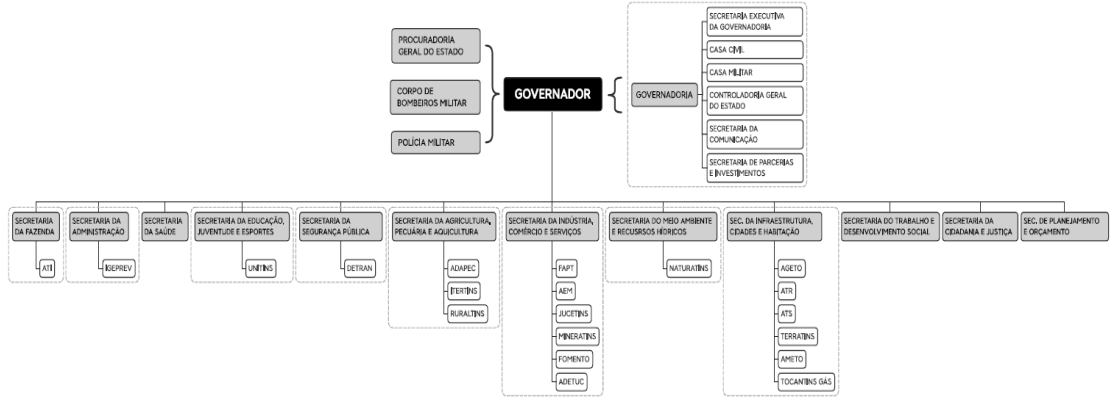 PROCURADORIA
GERAL DO ESTADO
CORPO DE
BOMBEIROS MILITAR
POLÍCIA MILITAR
GOVERNADOR
GOVERNADORIA
SECRETARIA EXECUTIVA
DA GOVERNADORIA
CASA CIVIL
CASA MILITAR
CONTROLADORIA GERAL
DO ESTADO
SECRETARIA DA
COMUNICAÇÃO
SECRETARIA DE PARCERIAS
E INVESTIMENTOS
SECRETARIA
DA FAZENDA
ATI
SECRETARIA DA
ADMINISTRAÇÃO
IGEPREV
SECRETARIA
DA SAÚDE
SECRETARIA DA EDUCAÇÃO,
JUVENTUDE E ESPORTES
UNITINS
SECRETARIA DA
SEGURANÇA PÚBLICA
DETRAN
SECRETARIA DA AGRICULTURA,
PECUÁRIA E AQUICULTURA
ADAPEC
ITERTINS
RURALTINS
SECRETARIA DA INDÚSTRIA,
COMÉRCIO E SERVIÇOS
FAPT
AEM
JUCETINS
MINERATINS
FOMENTO
ADETUC
SECRETARIA DO MEIO AMBIENTE
E RECUSRSOS HÍDRICOS
NATURATINS
SEC. DA INFRAESTRUTURA,
CIDADES E HABITAÇÃO
AGETO
ATR
ATS
TERRATINS
AMETO
TOCANTINS GÁS
SECRETARIA DO TRABALHO E
DESENVOLVIMENTO SOCIAL
SECRETARIA DA
CIDADANIA E JUSTIÇA
SEC. DE PLANEJAMENTO
E ORÇAMENTO